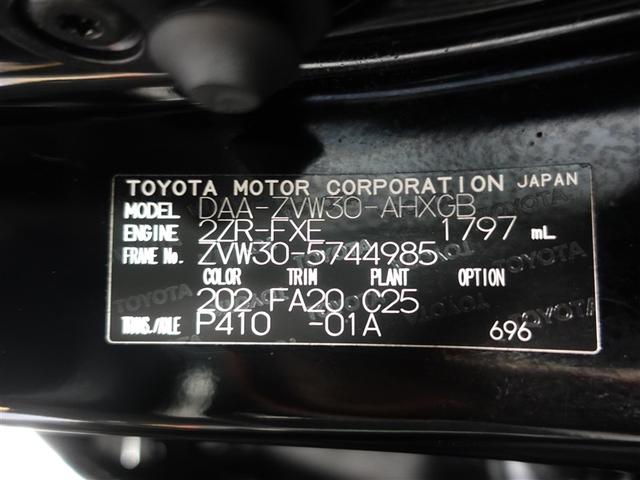 TOYOTA MOTOR CORPORATION JAPAN
MODEL DAA-ZVW30-AHXGB
ENGINE 2ZR-FXE 1797 mL
FRAME No. ZVW30-5744985
COLOR TRIM PLANT OPTION
202 FA20 C25
TRANS./AXLE P410 -01A 696